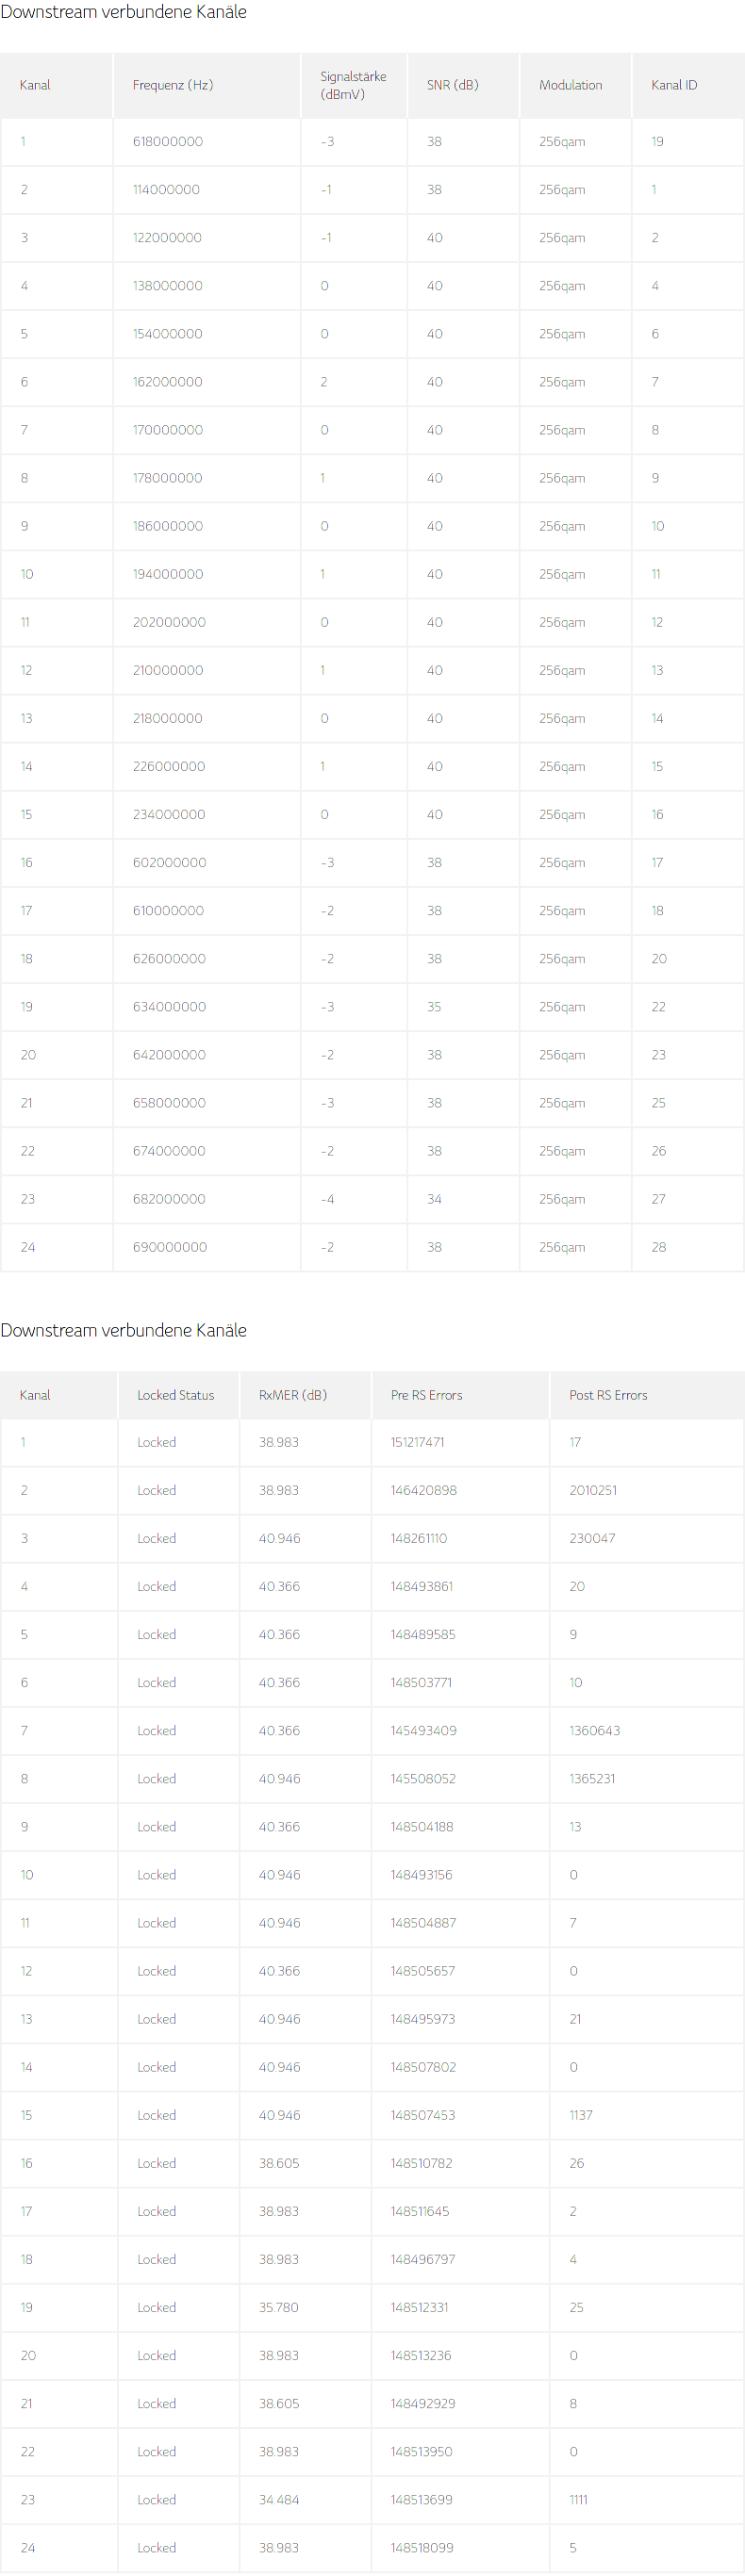 Downstream verbundene Kanäle
Kanal Frequenz (Hz) Signalstärke (dBmV) SNR (dB) Modulation Kanal ID
1 618000000 -3 38 256qam 19
2 114000000 -1 38 256qam 1
3 122000000 -1 40 256qam 2
4 138000000 0 40 256qam 4
5 154000000 0 40 256qam 6
6 162000000 2 40 256qam 7
7 170000000 0 40 256qam 8
8 178000000 1 40 256qam 9
9 186000000 0 40 256qam 10
10 194000000 1 40 256qam 11
11 202000000 0 40 256qam 12
12 210000000 1 40 256qam 13
13 218000000 0 40 256qam 14
14 226000000 1 40 256qam 15
15 234000000 0 40 256qam 16
16 602000000 -3 38 256qam 17
17 610000000 -2 38 256qam 18
18 626000000 -2 38 256qam 20
19 634000000 -3 35 256qam 22
20 642000000 -2 38 256qam 23
21 658000000 -3 38 256qam 25
22 674000000 -2 38 256qam 26
23 682000000 -4 34 256qam 27
24 690000000 -2 38 256qam 28
Downstream verbundene Kanäle
Kanal Locked Status RxMER (dB) Pre RS Errors Post RS Errors
1 Locked 38.983 151217471 17
2 Locked 38.983 146420898 2010251
3 Locked 40.946 148261110 230047
4 Locked 40.366 148493861 20
5 Locked 40.366 148489585 9
6 Locked 40.366 148503771 10
7 Locked 40.366 145493409 1360643
8 Locked 40.946 145508052 1365231
9 Locked 40.366 148504188 13
10 Locked 40.946 148493156 0
11 Locked 40.946 148504887 7
12 Locked 40.366 148505657 0
13 Locked 40.946 148495973 21
14 Locked 40.946 148507802 0
15 Locked 40.946 148507453 1137
16 Locked 38.605 148510782 26
17 Locked 38.983 148511645 2
18 Locked 38.983 148496797 4
19 Locked 35.780 148512331 25
20 Locked 38.983 148513236 0
21 Locked 38.605 148492929 8
22 Locked 38.983 148513950 0
23 Locked 34.484 148513699 1111
24 Locked 38.983 148518099 5